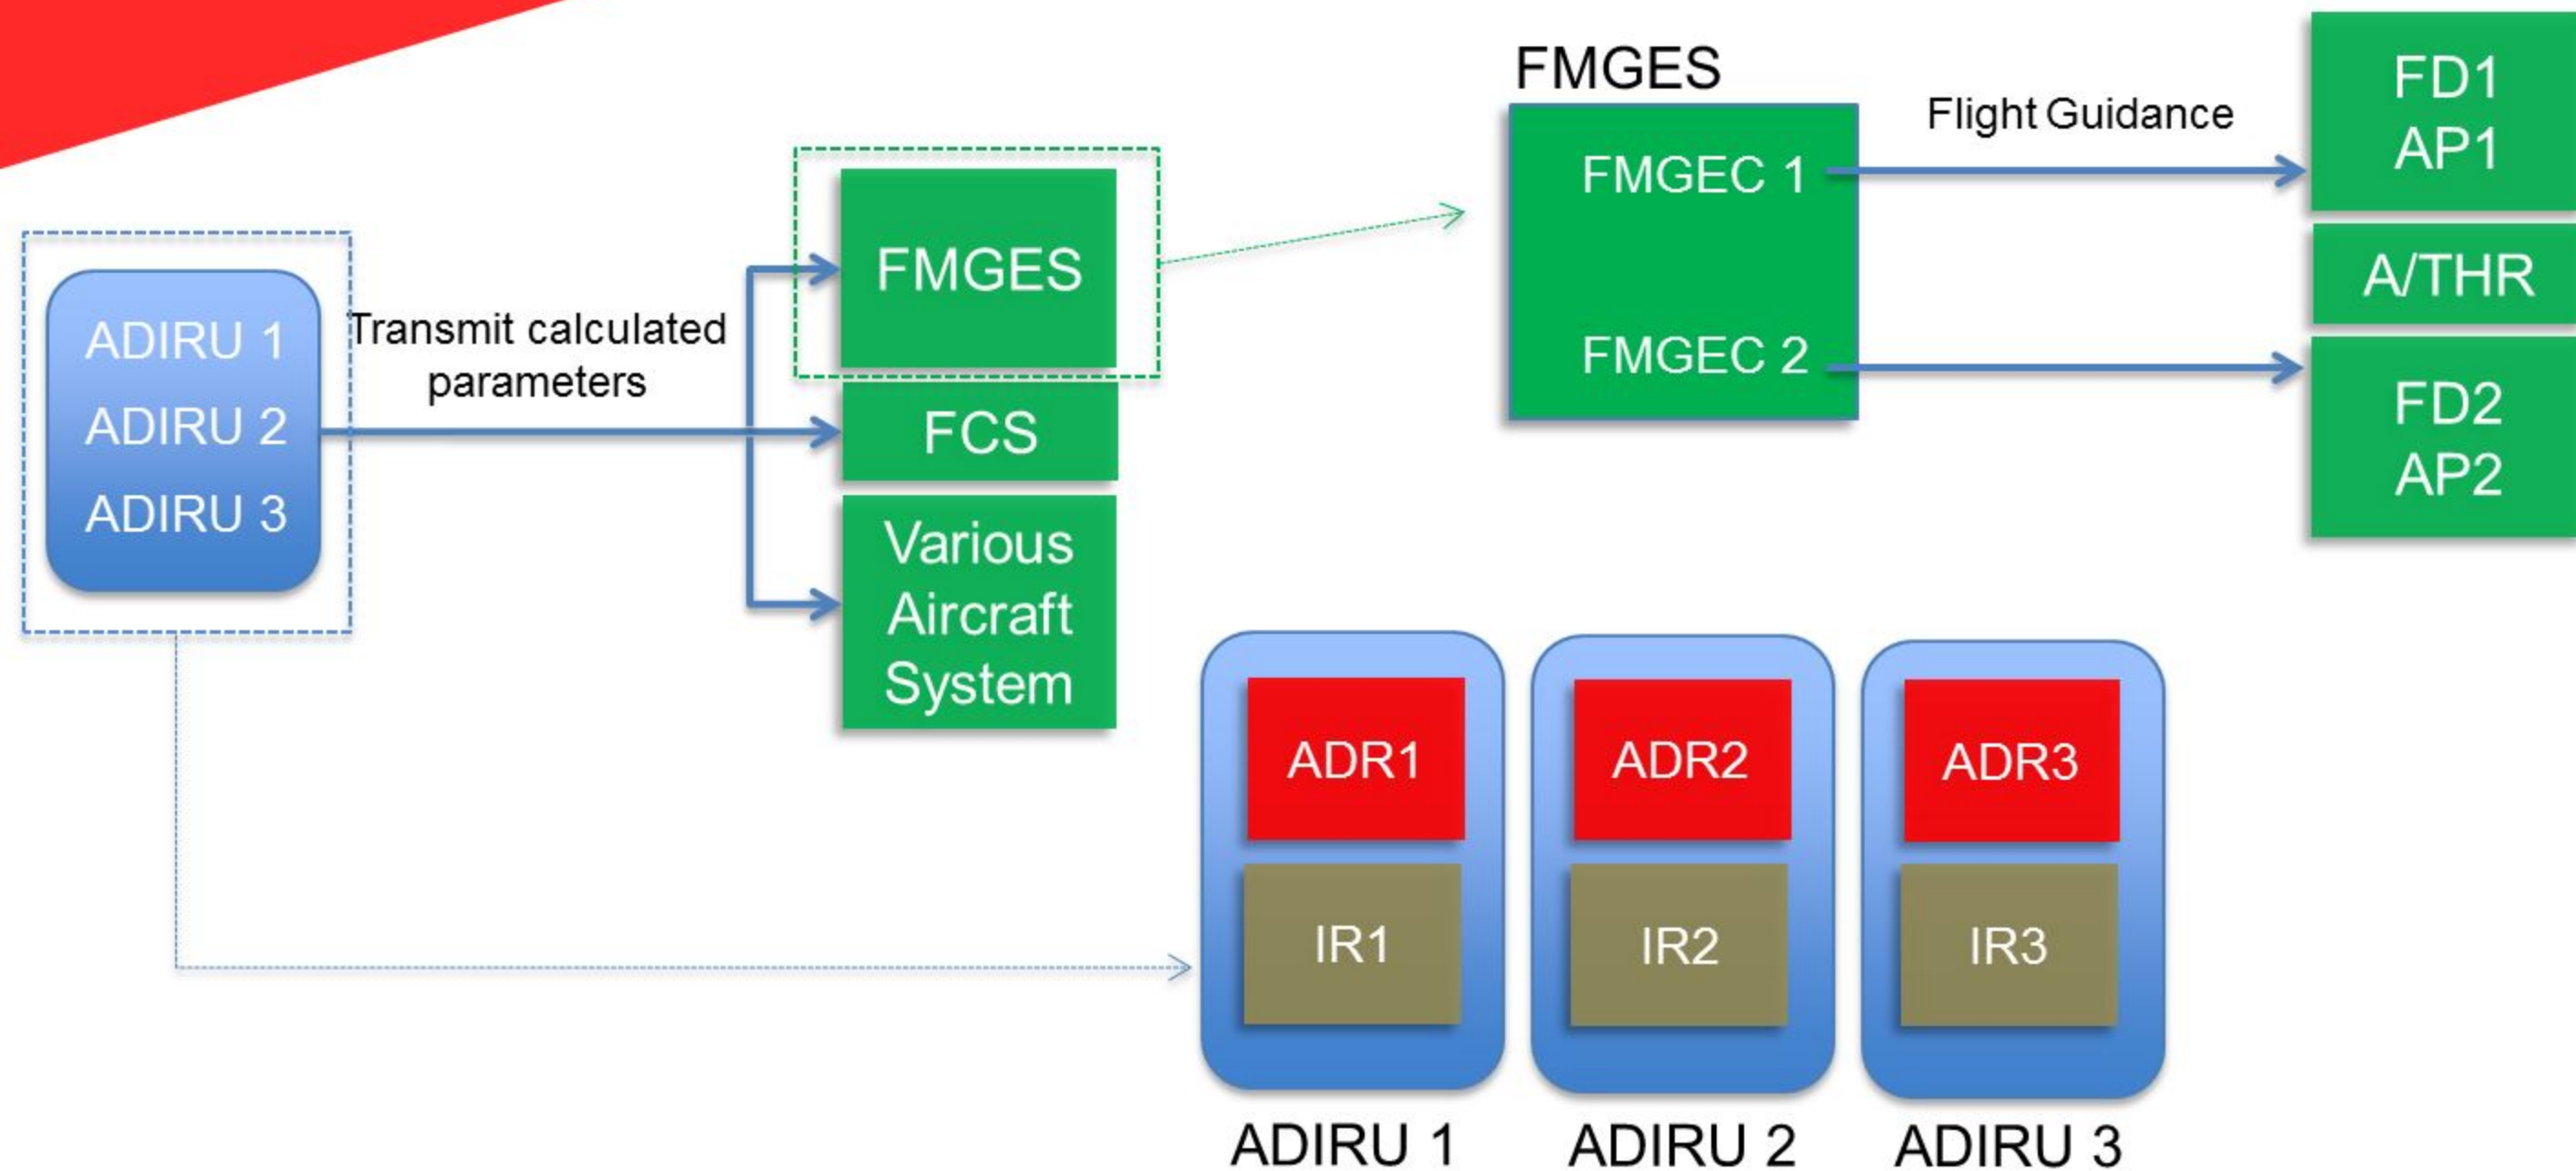 ADIRU 1
ADIRU 2
ADIRU 3
Transmit calculated
parameters
FMGES
FCS
Various
Aircraft
System
FMGES
FMGEC 1
FMGEC 2
Flight Guidance
FD1
AP1
A/THR
FD2
AP2
ADR1
IR1
ADIRU 1
ADR2
IR2
ADIRU 2
ADR3
IR3
ADIRU 3